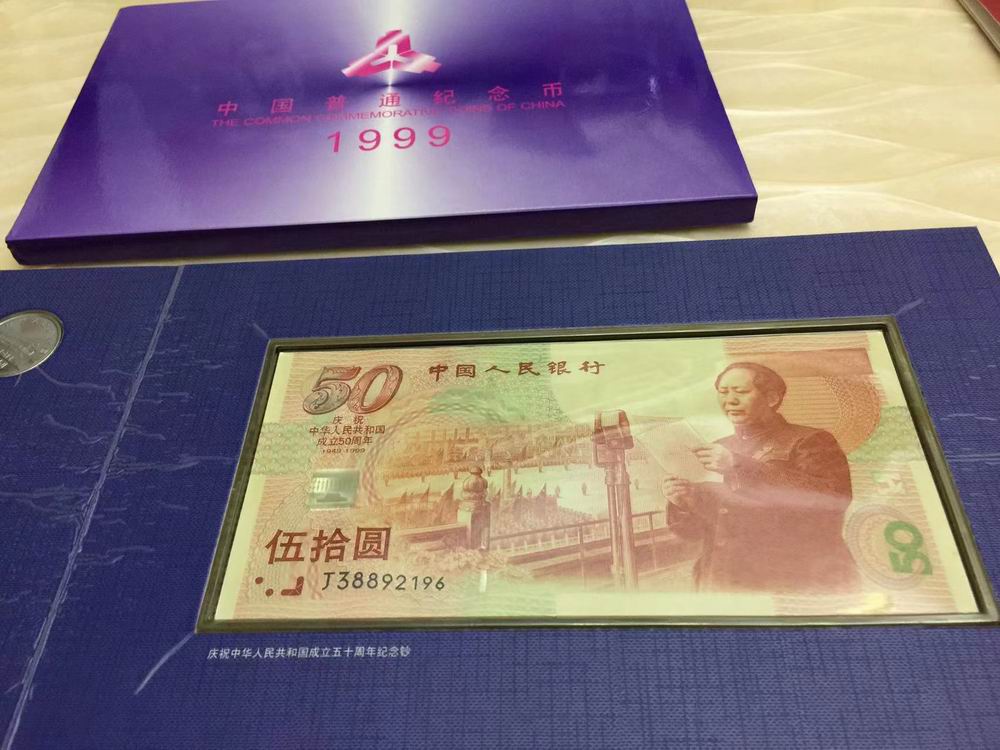 中国普通纪念币
THE COMMON COMMEMORATIVE COINS OF CHINA
1999
50
中国人民银行
庆祝
中华人民共和国
成立50周年
1949-1999
伍拾圆
J38892196
50
庆祝中华人民共和国成立五十周年纪念钞